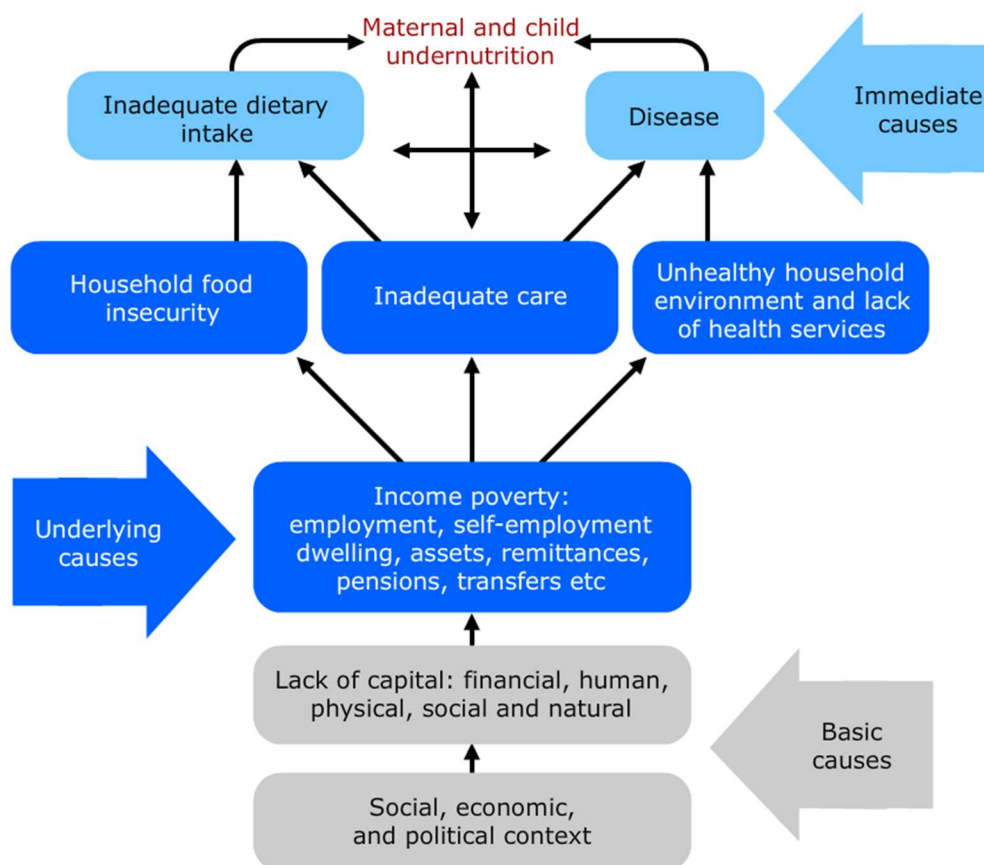 Maternal and child
undernutrition
Inadequate dietary
intake
Disease
Immediate
causes
Household food
insecurity
Inadequate care
Unhealthy household
environment and lack
of health services
Underlying
causes
Income poverty:
employment, self-employment
dwelling, assets, remittances,
pensions, transfers etc
Lack of capital: financial, human,
physical, social and natural
Basic
causes
Social, economic,
and political context